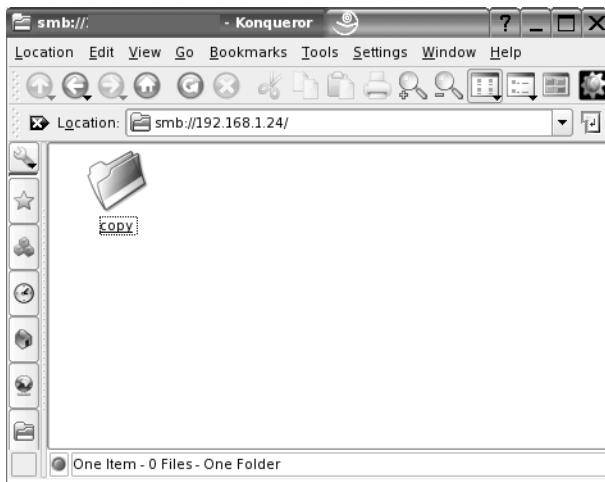 smb://: - Konqueror
Location Edit View Go Bookmarks Tools Settings Window Help
Location: smb://192.168.1.24/
copy
One Item - 0 Files - One Folder